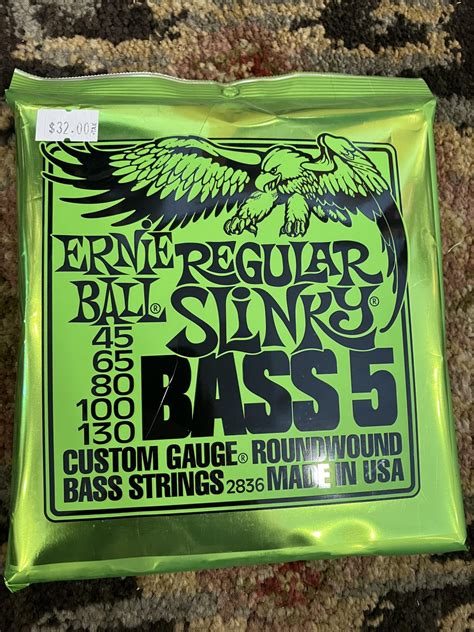 $32.00
ERNIE BALL®
REGULAR SLINKY®
45
65
80
100
130
BASS 5
CUSTOM GAUGE® ROUNDWOUND
BASS STRINGS 2836 MADE IN USA